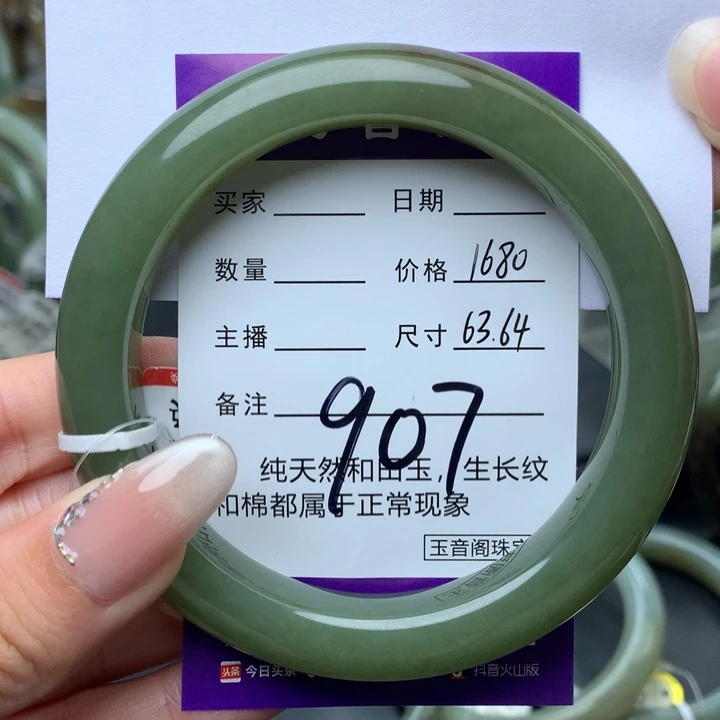 买家 日期
数量 价格 1680
主播 尺寸 63.64
备注 907
纯天然和田玉,生长纹
和棉都属于正常现象
玉音阁珠
头条 今日头条 抖音火山版